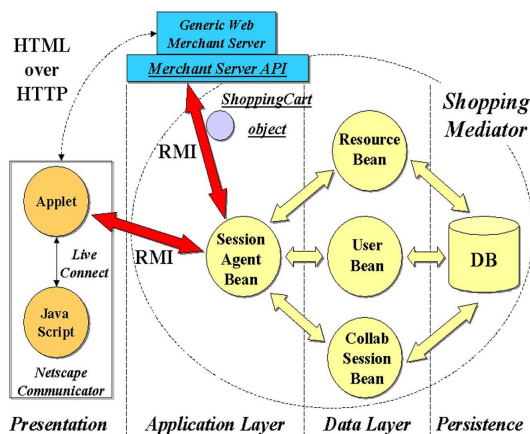 Generic Web
Merchant Server
Merchant Server API
HTML
over
HTTP
ShoppingCart
object
Shopping
Mediator
RMI
Resource
Bean
Applet
Live
Connect
Java
Script
Netscape
Communicator
RMI
Session
Agent
Bean
User
Bean
DB
Collab
Session
Bean
Presentation
Application Layer
Data Layer
Persistence